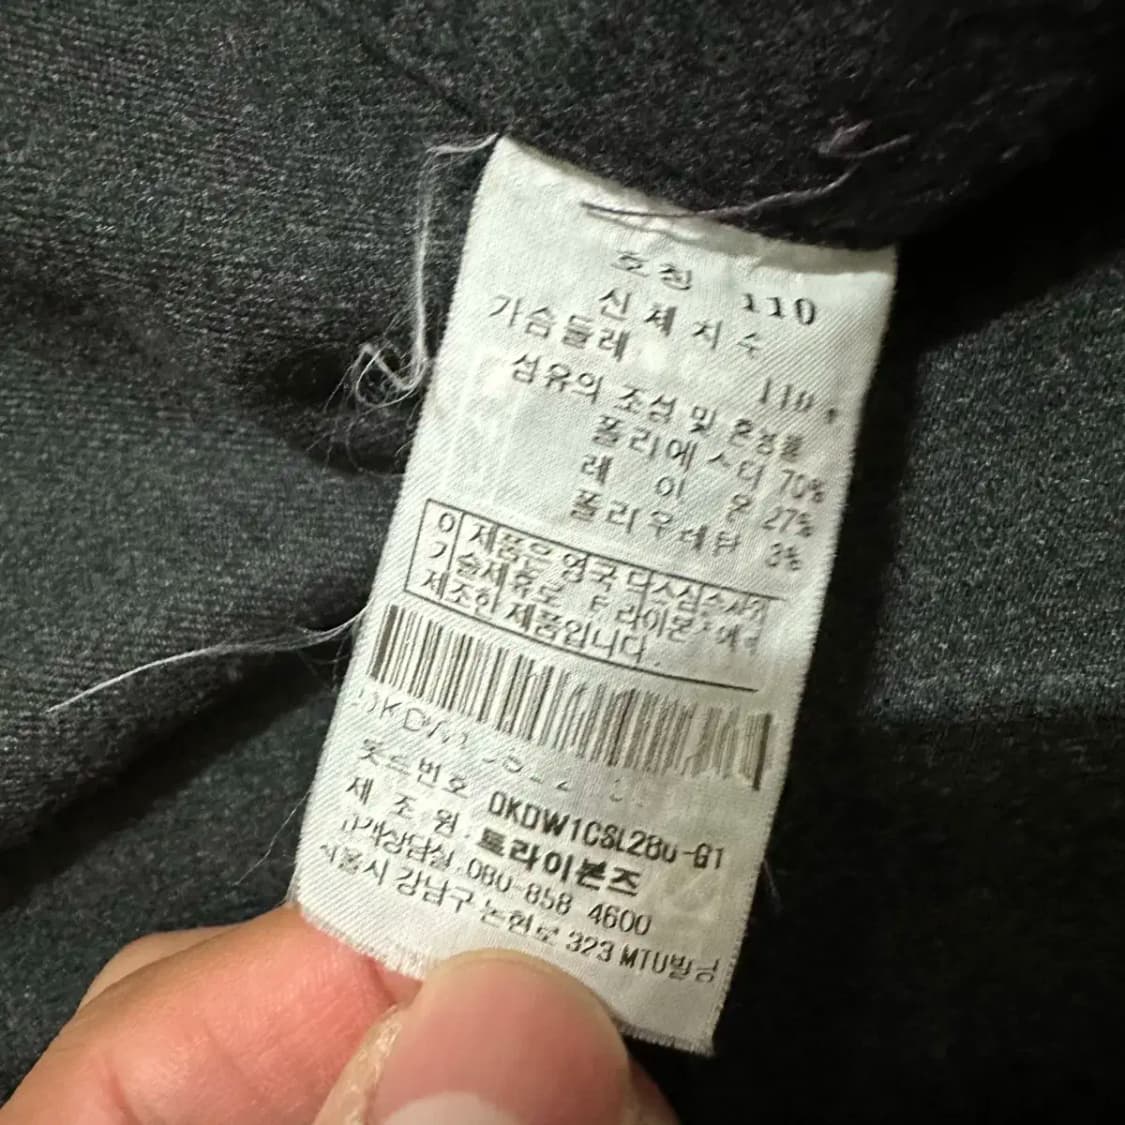 호칭 110
신체치수
가슴둘레 110
섬유의 조성 및 혼용률
폴리에스터 70%
레이온 27%
폴리우레탄 3%
이 제품은 영국 닥스심슨사와
기술제휴로 트라이본즈에서
제조한 제품입니다.
품번호 DKDW1CSL280-G1
제조원. 트라이본즈
고객상담실.080-858 4600
서울시 강남구 논현로 323 MTU빌딩